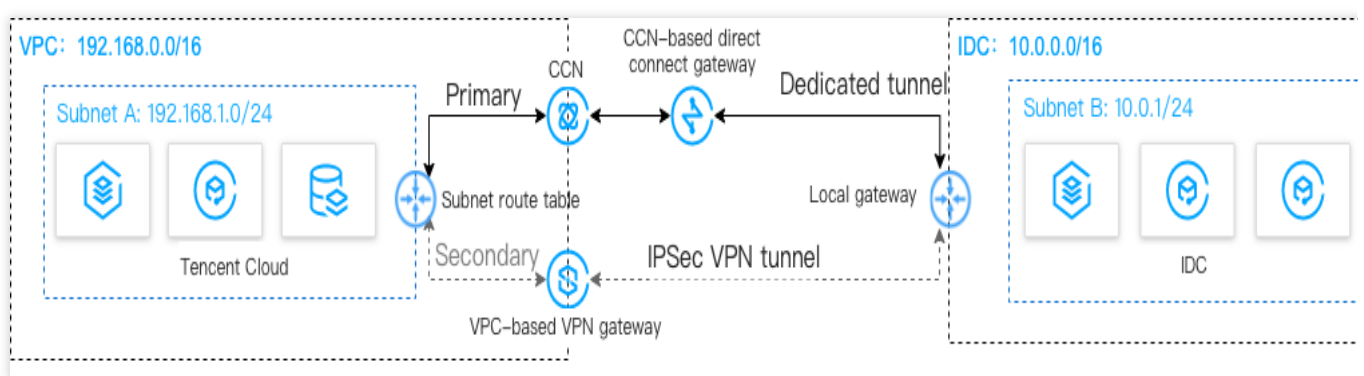 VPC: 192.168.0.0/16
Subnet A: 192.168.1.0/24
Tencent Cloud
Primary
CCN
CCN-based direct
connect gateway
Dedicated tunnel
Subnet route table
Local gateway
Secondary
IPSec VPN tunnel
VPC-based VPN gateway
IDC: 10.0.0.0/16
Subnet B: 10.0.1/24
IDC